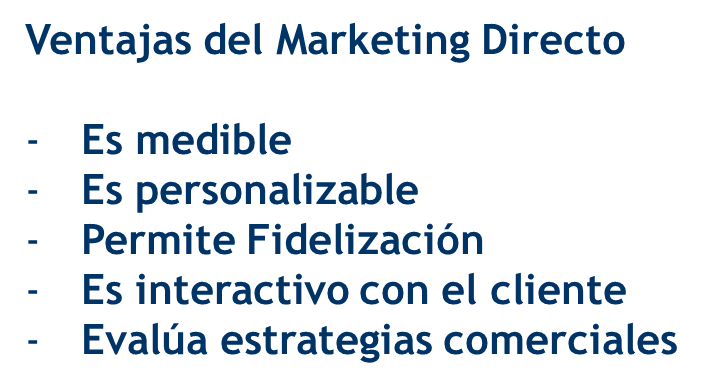 Ventajas del Marketing Directo
- Es medible
- Es personalizable
- Permite Fidelización
- Es interactivo con el cliente
- Evalúa estrategias comerciales